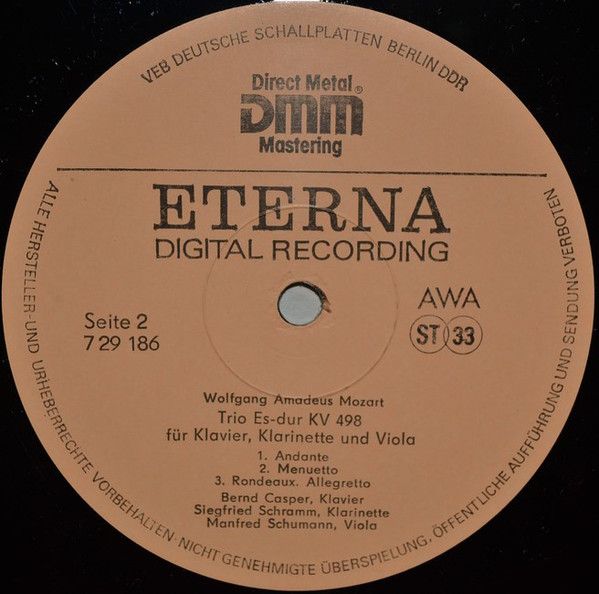 VEB DEUTSCHE SCHALLPLATTEN BERLIN DDR
Direct Metal
DMM®
Mastering
ETERNA
DIGITAL RECORDING
Seite 2
7 29 186
AWA
ST 33
Wolfgang Amadeus Mozart
Trio Es-dur KV 498
für Klavier, Klarinette und Viola
1. Andante
2. Menuetto
3. Rondeaux. Allegretto
Bernd Casper, Klavier
Siegfried Schramm, Klarinette
Manfred Schumann, Viola
ALLE HERSTELLER- UND URHEBERRECHTE VORBEHALTEN · NICHT GENEHMIGTE ÜBERSPIELUNG, ÖFFENTLICHE AUFFÜHRUNG UND SENDUNG VERBOTEN